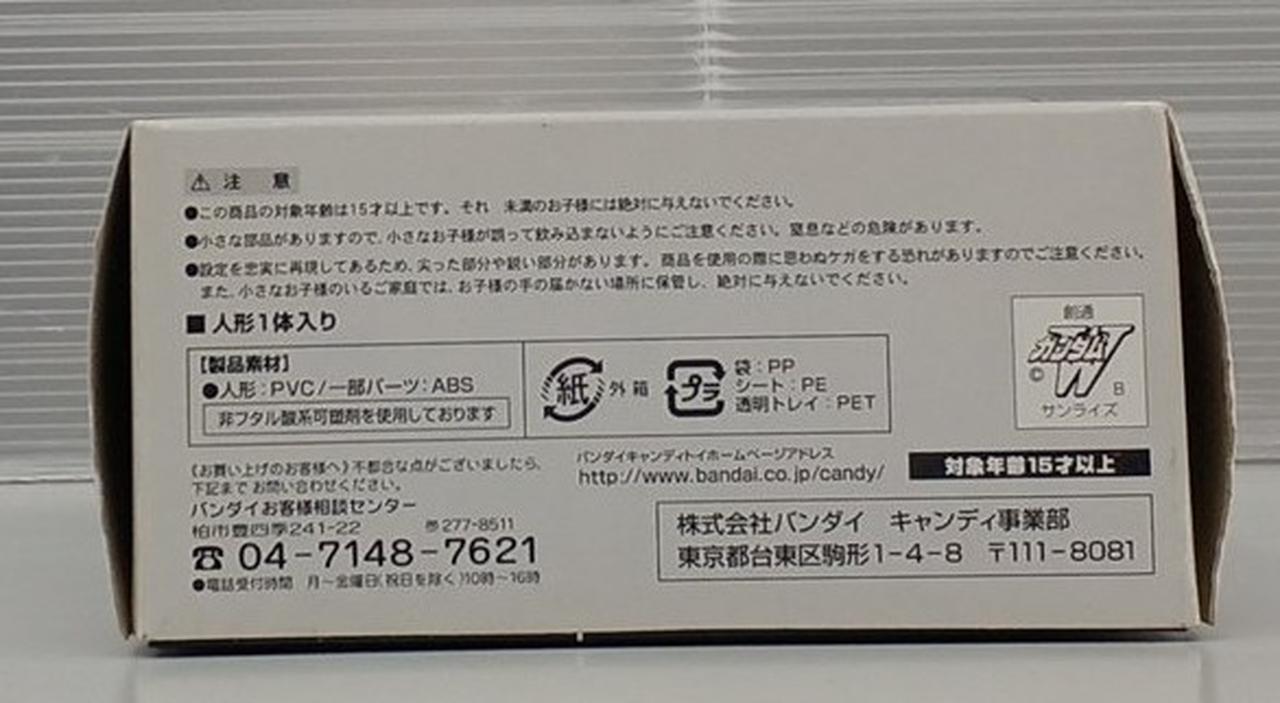 ⚠ 注 意
●この商品の対象年齢は15才以上です。それ 未満のお子様には絶対に与えないでください。
●小さな部品がありますので、小さなお子様が誤って飲み込まないようにご注意ください。窒息などの危険があります。
●設定を忠実に再現してあるため、尖った部分や鋭い部分があります。商品を使用の際に思わぬケガをする恐れがありますのでご注意ください。
また、小さなお子様のいるご家庭では、お子様の手の届かない場所に保管し、絶対に与えないでください。
■ 人形1体入り
【製品素材】
●人形：PVC/一部パーツ：ABS
非フタル酸系可塑剤を使用しております
紙 外箱
プラ
袋：PP
シート：PE
透明トレイ：PET
創通
ガンダムW
© B
サンライズ
《お買い上げのお客様へ》不都合な点がございましたら、
下記まで お問い合わせください。
バンダイお客様相談センター
柏市豊四季241-22 〠277-8511
☎ 04-7148-7621
●電話受付時間 月～金曜日(祝日を除く)10時～16時
バンダイキャンディトイホームページアドレス
http://www.bandai.co.jp/candy/
対象年齢15才以上
株式会社バンダイ キャンディ事業部
東京都台東区駒形1-4-8 〒111-8081